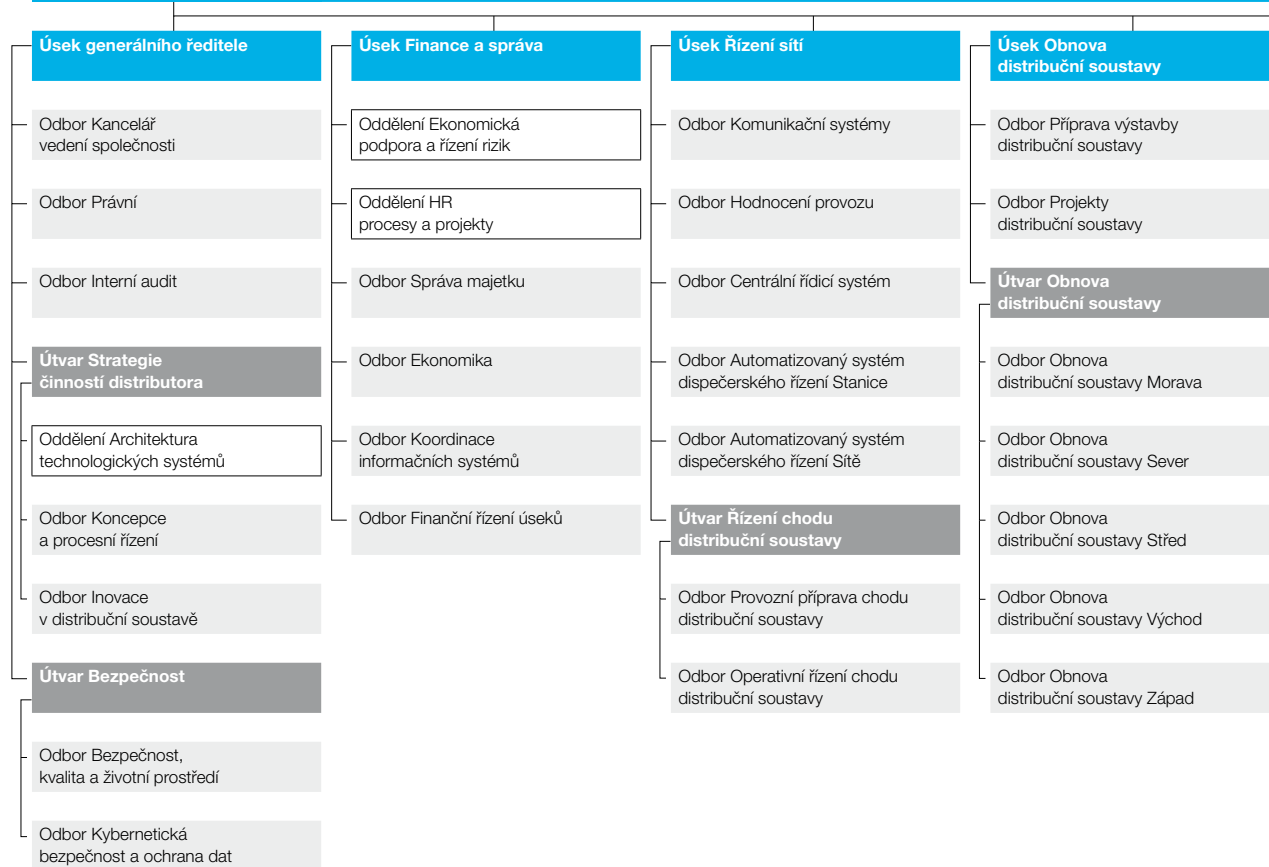 Úsek generálního ředitele
Odbor Kancelář
vedení společnosti
Odbor Právní
Odbor Interní audit
Útvar Strategie
činností distributora
Oddělení Architektura
technologických systémů
Odbor Koncepce
a procesní řízení
Odbor Inovace
v distribuční soustavě
Útvar Bezpečnost
Odbor Bezpečnost,
kvalita a životní prostředí
Odbor Kybernetická
bezpečnost a ochrana dat
Úsek Finance a správa
Oddělení Ekonomická
podpora a řízení rizik
Oddělení HR
procesy a projekty
Odbor Správa majetku
Odbor Ekonomika
Odbor Koordinace
informačních systémů
Odbor Finanční řízení úseků
Úsek Řízení sítí
Odbor Komunikační systémy
Odbor Hodnocení provozu
Odbor Centrální řídicí systém
Odbor Automatizovaný systém
dispečerského řízení Stanice
Odbor Automatizovaný systém
dispečerského řízení Sítě
Útvar Řízení chodu
distribuční soustavy
Odbor Provozní příprava chodu
distribuční soustavy
Odbor Operativní řízení chodu
distribuční soustavy
Úsek Obnova
distribuční soustavy
Odbor Příprava výstavby
distribuční soustavy
Odbor Projekty
distribuční soustavy
Útvar Obnova
distribuční soustavy
Odbor Obnova
distribuční soustavy Morava
Odbor Obnova
distribuční soustavy Sever
Odbor Obnova
distribuční soustavy Střed
Odbor Obnova
distribuční soustavy Východ
Odbor Obnova
distribuční soustavy Západ